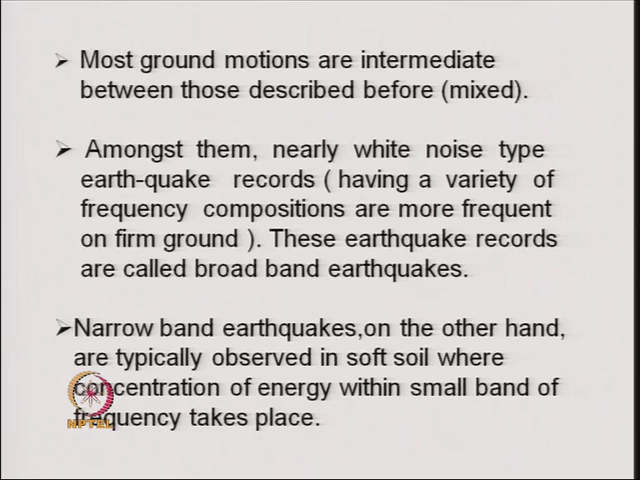 ➢ Most ground motions are intermediate
between those described before (mixed).
➢ Amongst them, nearly white noise type
earth-quake records ( having a variety of
frequency compositions are more frequent
on firm ground ). These earthquake records
are called broad band earthquakes.
➢Narrow band earthquakes,on the other hand,
are typically observed in soft soil where
concentration of energy within small band of
frequency takes place.
NPTEL